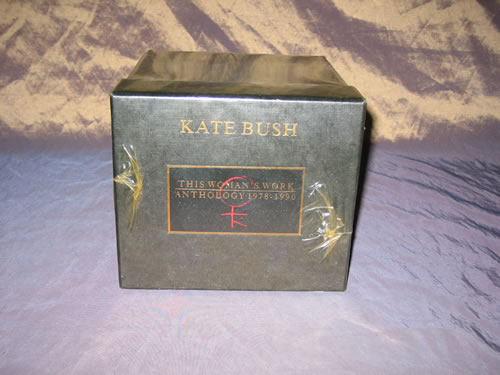 KATE BUSH
THIS WOMAN'S WORK
ANTHOLOGY 1978-1990